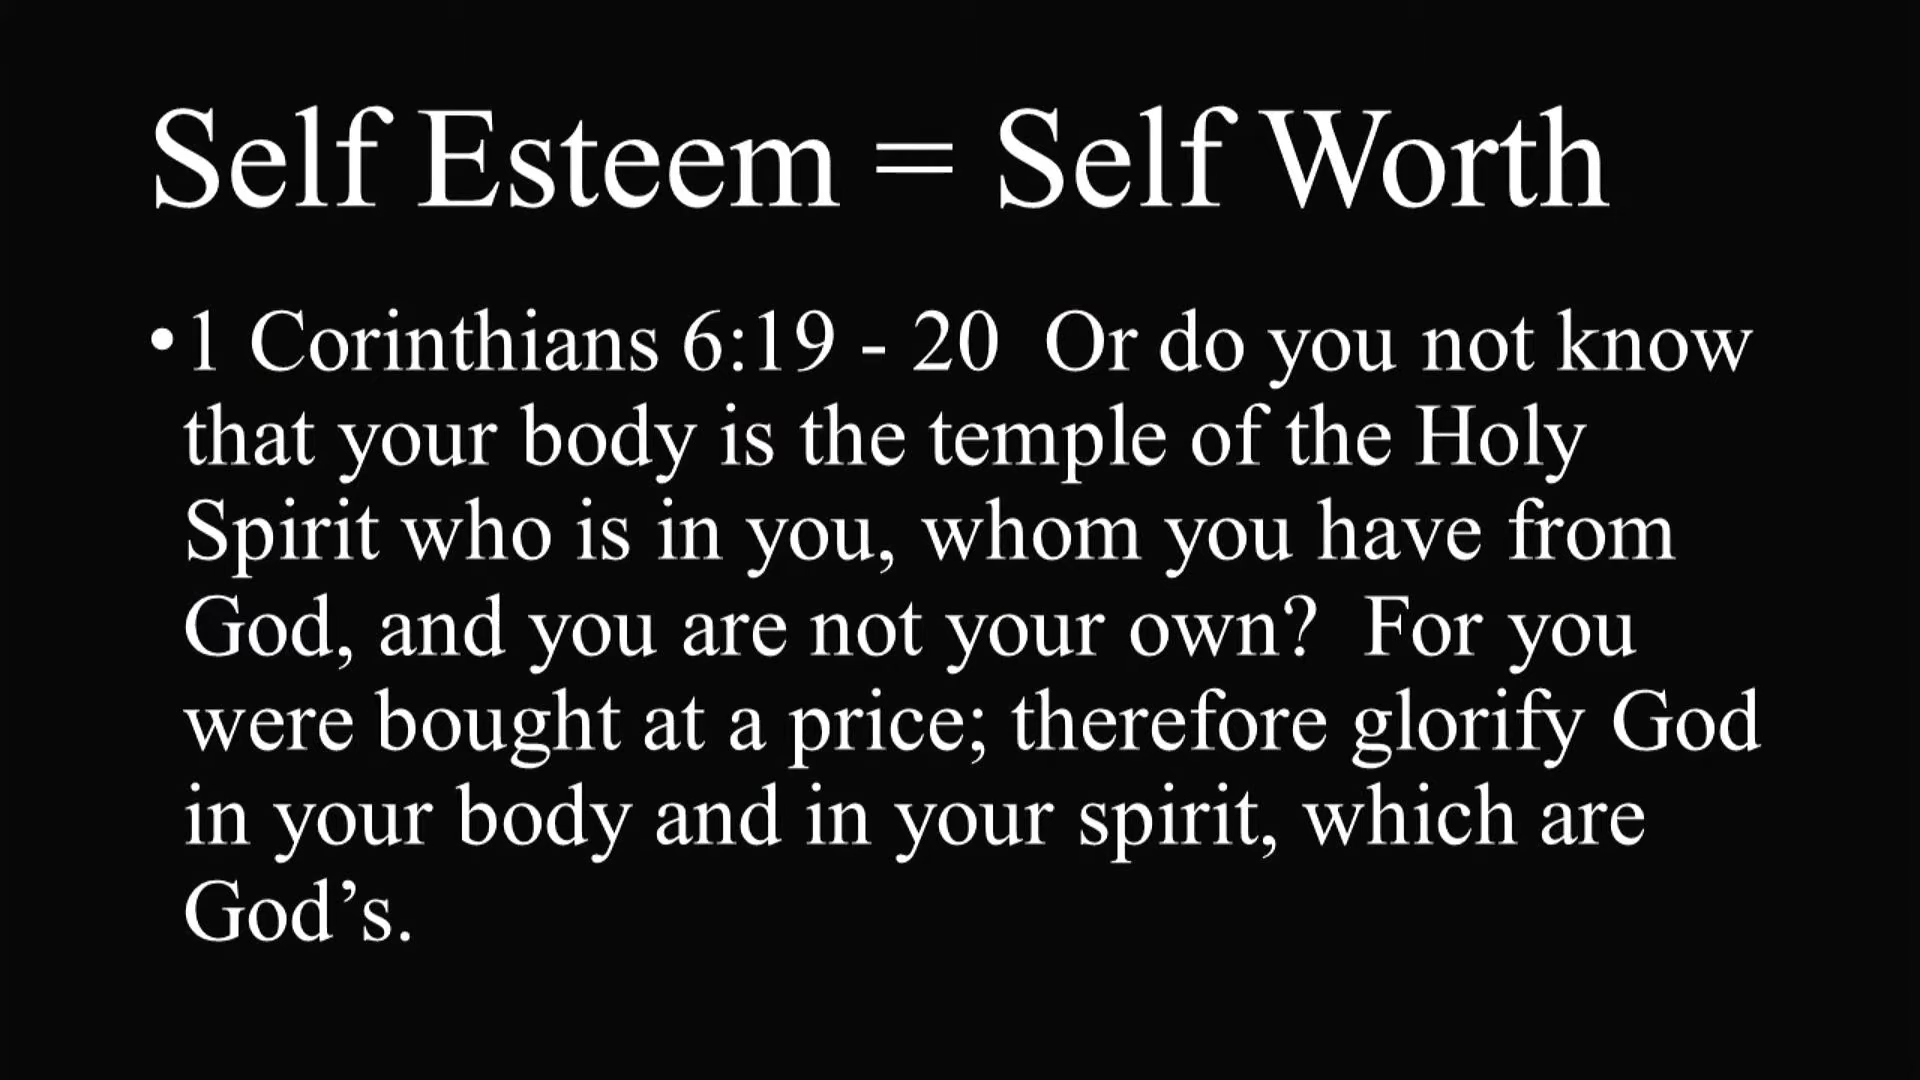 Self Esteem = Self Worth
•1 Corinthians 6:19 - 20  Or do you not know
that your body is the temple of the Holy
Spirit who is in you, whom you have from
God, and you are not your own?  For you
were bought at a price; therefore glorify God
in your body and in your spirit, which are
God’s.